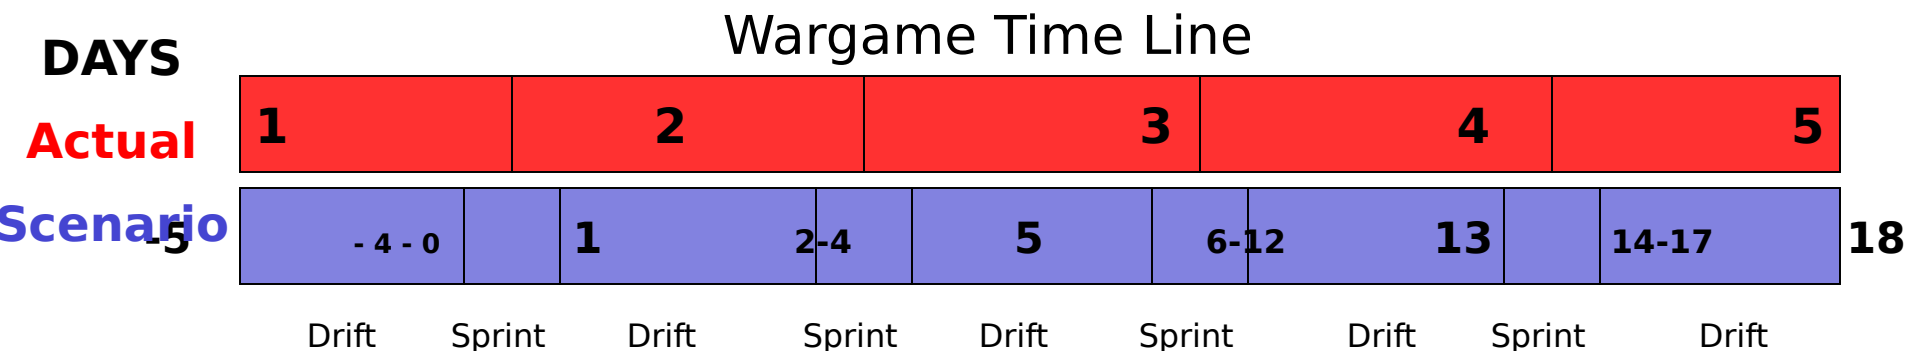 Wargame Time Line
DAYS
Actual
1 2 3 4 5
Scenario
-5 - 4 - 0 1 2-4 5 6-12 13 14-17 18
Drift Sprint Drift Sprint Drift Sprint Drift Sprint Drift